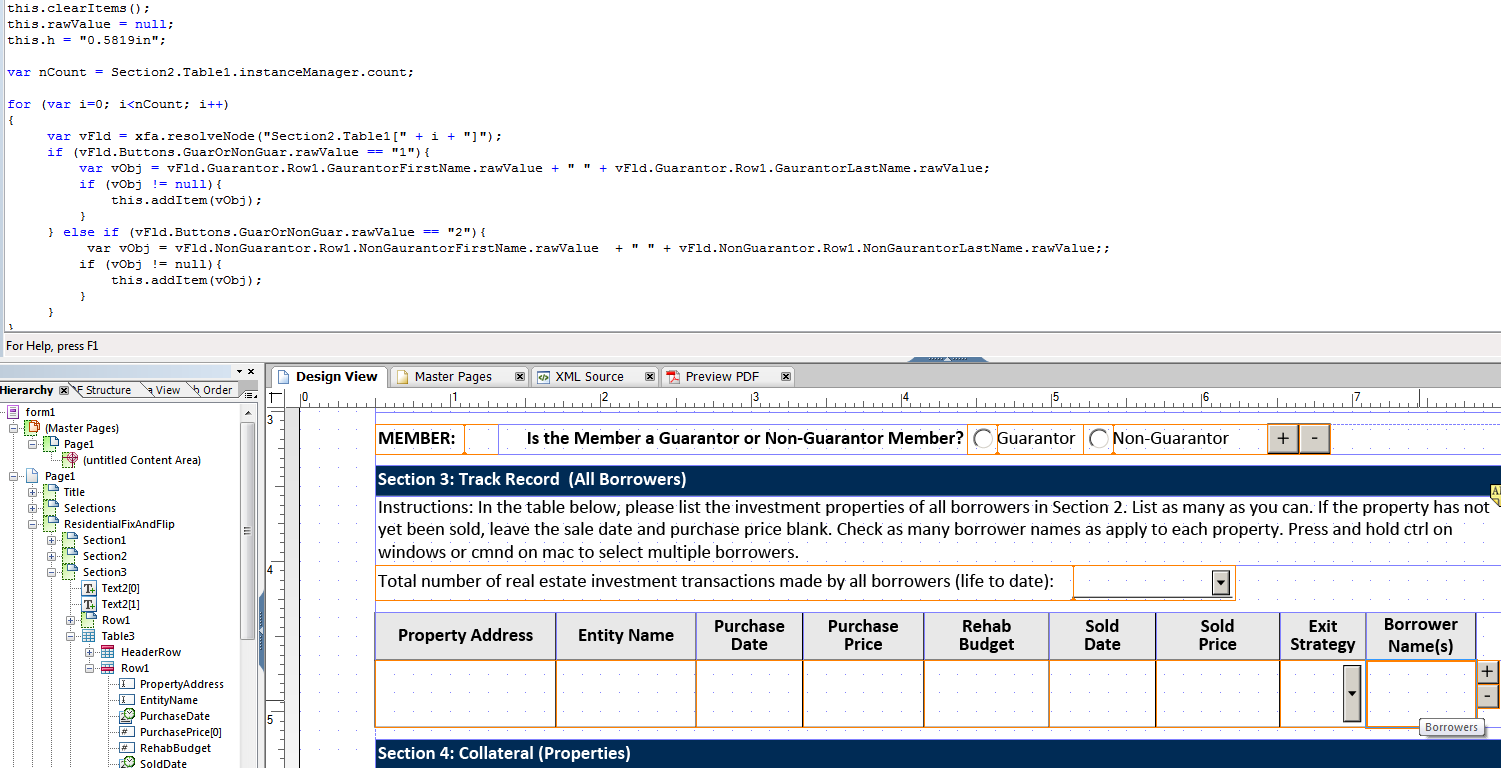 this.clearItems();
this.rawValue = null;
this.h = "0.5819in";
var nCount = Section2.Table1.instanceManager.count;
for (var i=0; i<nCount; i++)
{
var vFld = xfa.resolveNode("Section2.Table1[" + i + "]");
if (vFld.Buttons.GuarOrNonGuar.rawValue == "1"){
var vObj = vFld.Guarantor.Row1.GaurantorFirstName.rawValue + " " + vFld.Guarantor.Row1.GaurantorLastName.rawValue;
if (vObj != null){
this.addItem(vObj);
}
} else if (vFld.Buttons.GuarOrNonGuar.rawValue == "2"){
var vObj = vFld.NonGuarantor.Row1.NonGaurantorFirstName.rawValue + " " + vFld.NonGuarantor.Row1.NonGaurantorLastName.rawValue;;
if (vObj != null){
this.addItem(vObj);
}
}
}
For Help, press F1
Hierarchy Structure View Order
form1
(Master Pages)
Page1
(untitled Content Area)
Page1
Title
Selections
ResidentialFixAndFlip
Section1
Section2
Section3
Text2[0]
Text2[1]
Row1
Table3
HeaderRow
Row1
PropertyAddress
EntityName
PurchaseDate
PurchasePrice[0]
RehabBudget
SoldDate
Design View Master Pages XML Source Preview PDF
0 1 2 3 4 5 6 7
3
4
5
MEMBER: Is the Member a Guarantor or Non-Guarantor Member? Guarantor Non-Guarantor + -
Section 3: Track Record (All Borrowers)
Instructions: In the table below, please list the investment properties of all borrowers in Section 2. List as many as you can. If the property has not
yet been sold, leave the sale date and purchase price blank. Check as many borrower names as apply to each property. Press and hold ctrl on
windows or cmnd on mac to select multiple borrowers.
Total number of real estate investment transactions made by all borrowers (life to date):
Property Address
Entity Name
Purchase
Date
Purchase
Price
Rehab
Budget
Sold
Date
Sold
Price
Exit
Strategy
Borrower
Name(s)
+
-
Borrowers
Section 4: Collateral (Properties)